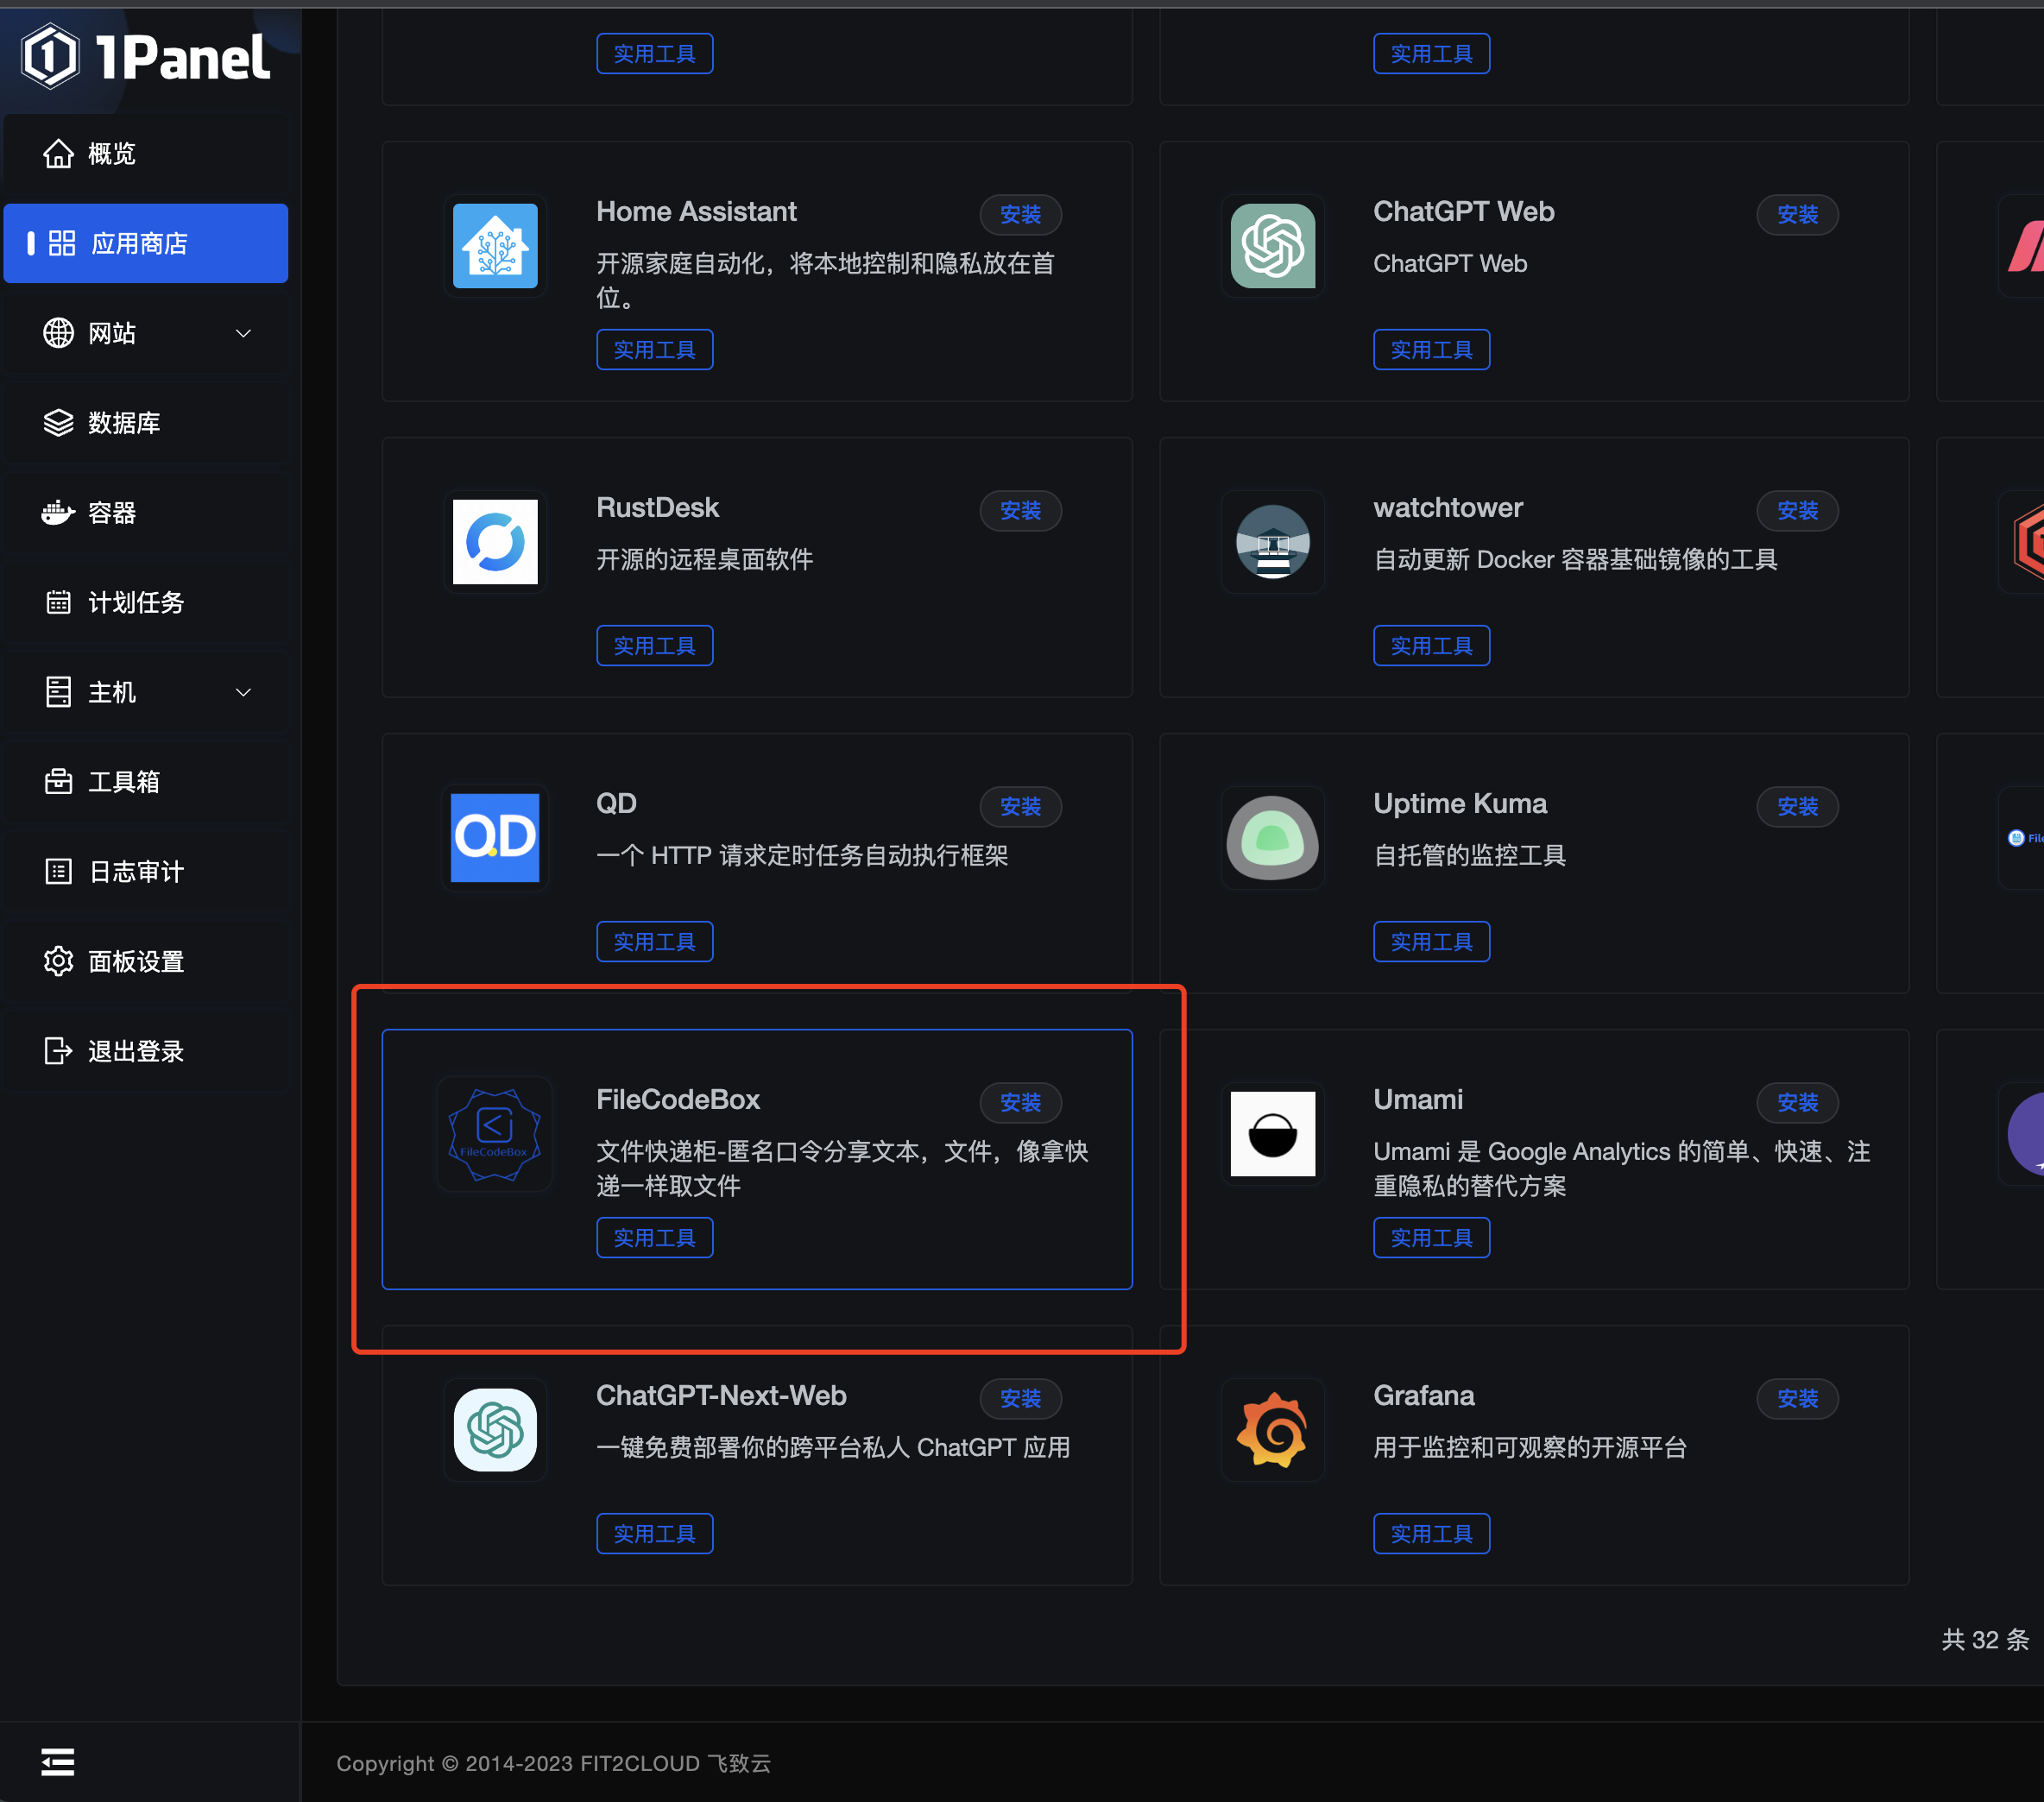 1Panel
概览
应用商店
网站
数据库
容器
计划任务
主机
工具箱
日志审计
面板设置
退出登录
实用工具
实用工具
Home Assistant
安装
开源家庭自动化，将本地控制和隐私放在首
位。
实用工具
ChatGPT Web
安装
ChatGPT Web
实用工具
RustDesk
安装
开源的远程桌面软件
实用工具
watchtower
安装
自动更新 Docker 容器基础镜像的工具
实用工具
QD
QD
安装
一个 HTTP 请求定时任务自动执行框架
实用工具
Uptime Kuma
安装
自托管的监控工具
实用工具
FileCodeBox
FileCodeBox
安装
文件快递柜-匿名口令分享文本，文件，像拿快
递一样取文件
实用工具
Umami
安装
Umami 是 Google Analytics 的简单、快速、注
重隐私的替代方案
实用工具
ChatGPT-Next-Web
安装
一键免费部署你的跨平台私人 ChatGPT 应用
实用工具
Grafana
安装
用于监控和可观察的开源平台
实用工具
共 32 条
Copyright © 2014-2023 FIT2CLOUD 飞致云